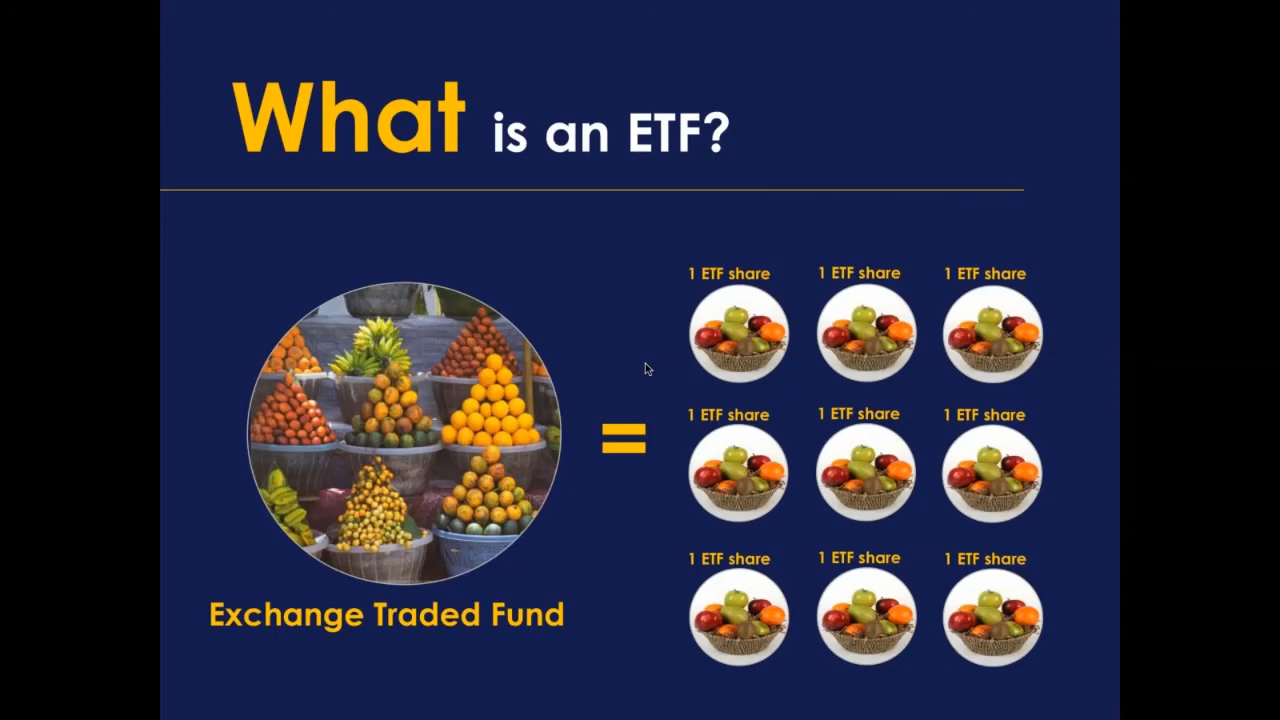 What is an ETF?
1 ETF share 1 ETF share 1 ETF share
1 ETF share 1 ETF share 1 ETF share
1 ETF share 1 ETF share 1 ETF share
Exchange Traded Fund